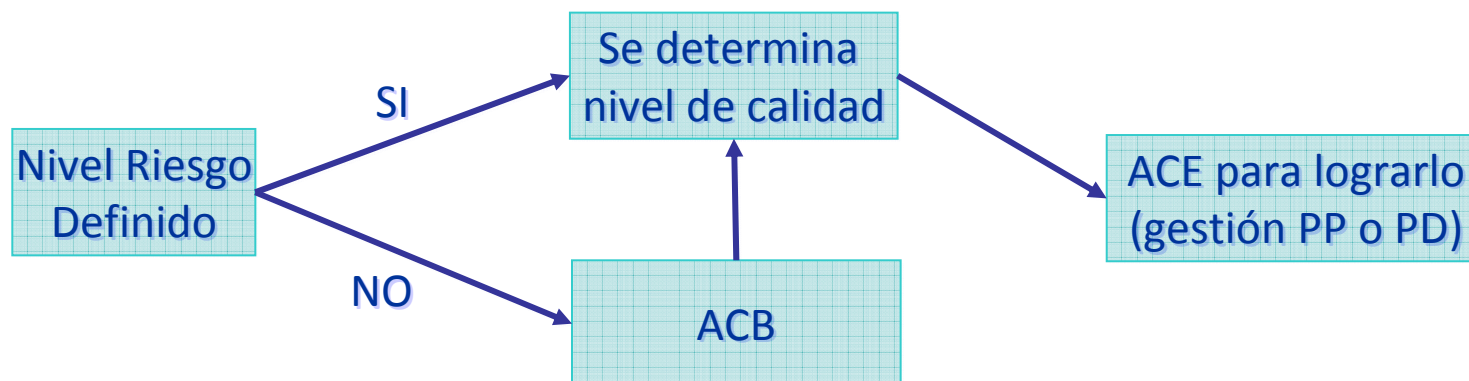 Nivel Riesgo
Definido
SI
NO
Se determina
nivel de calidad
ACB
ACE para lograrlo
(gestión PP o PD)